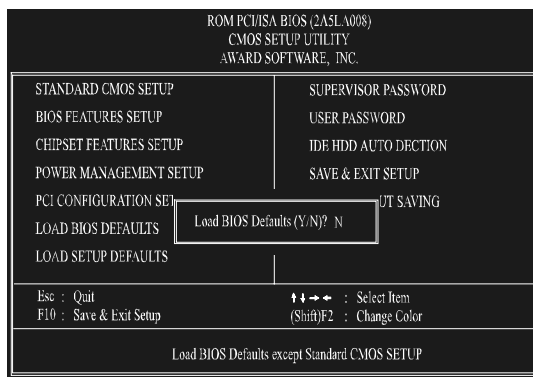 ROM PCI/ISA BIOS (2A5LA008)
CMOS SETUP UTILITY
AWARD SOFTWARE, INC.
STANDARD CMOS SETUP
BIOS FEATURES SETUP
CHIPSET FEATURES SETUP
POWER MANAGEMENT SETUP
PCI CONFIGURATION SET
LOAD BIOS DEFAULTS
LOAD SETUP DEFAULTS
SUPERVISOR PASSWORD
USER PASSWORD
IDE HDD AUTO DECTION
SAVE & EXIT SETUP
UT SAVING
Load BIOS Defaults (Y/N)? N
Esc : Quit
F10 : Save & Exit Setup
↑ ↓ → ← : Select Item
(Shift)F2 : Change Color
Load BIOS Defaults except Standard CMOS SETUP